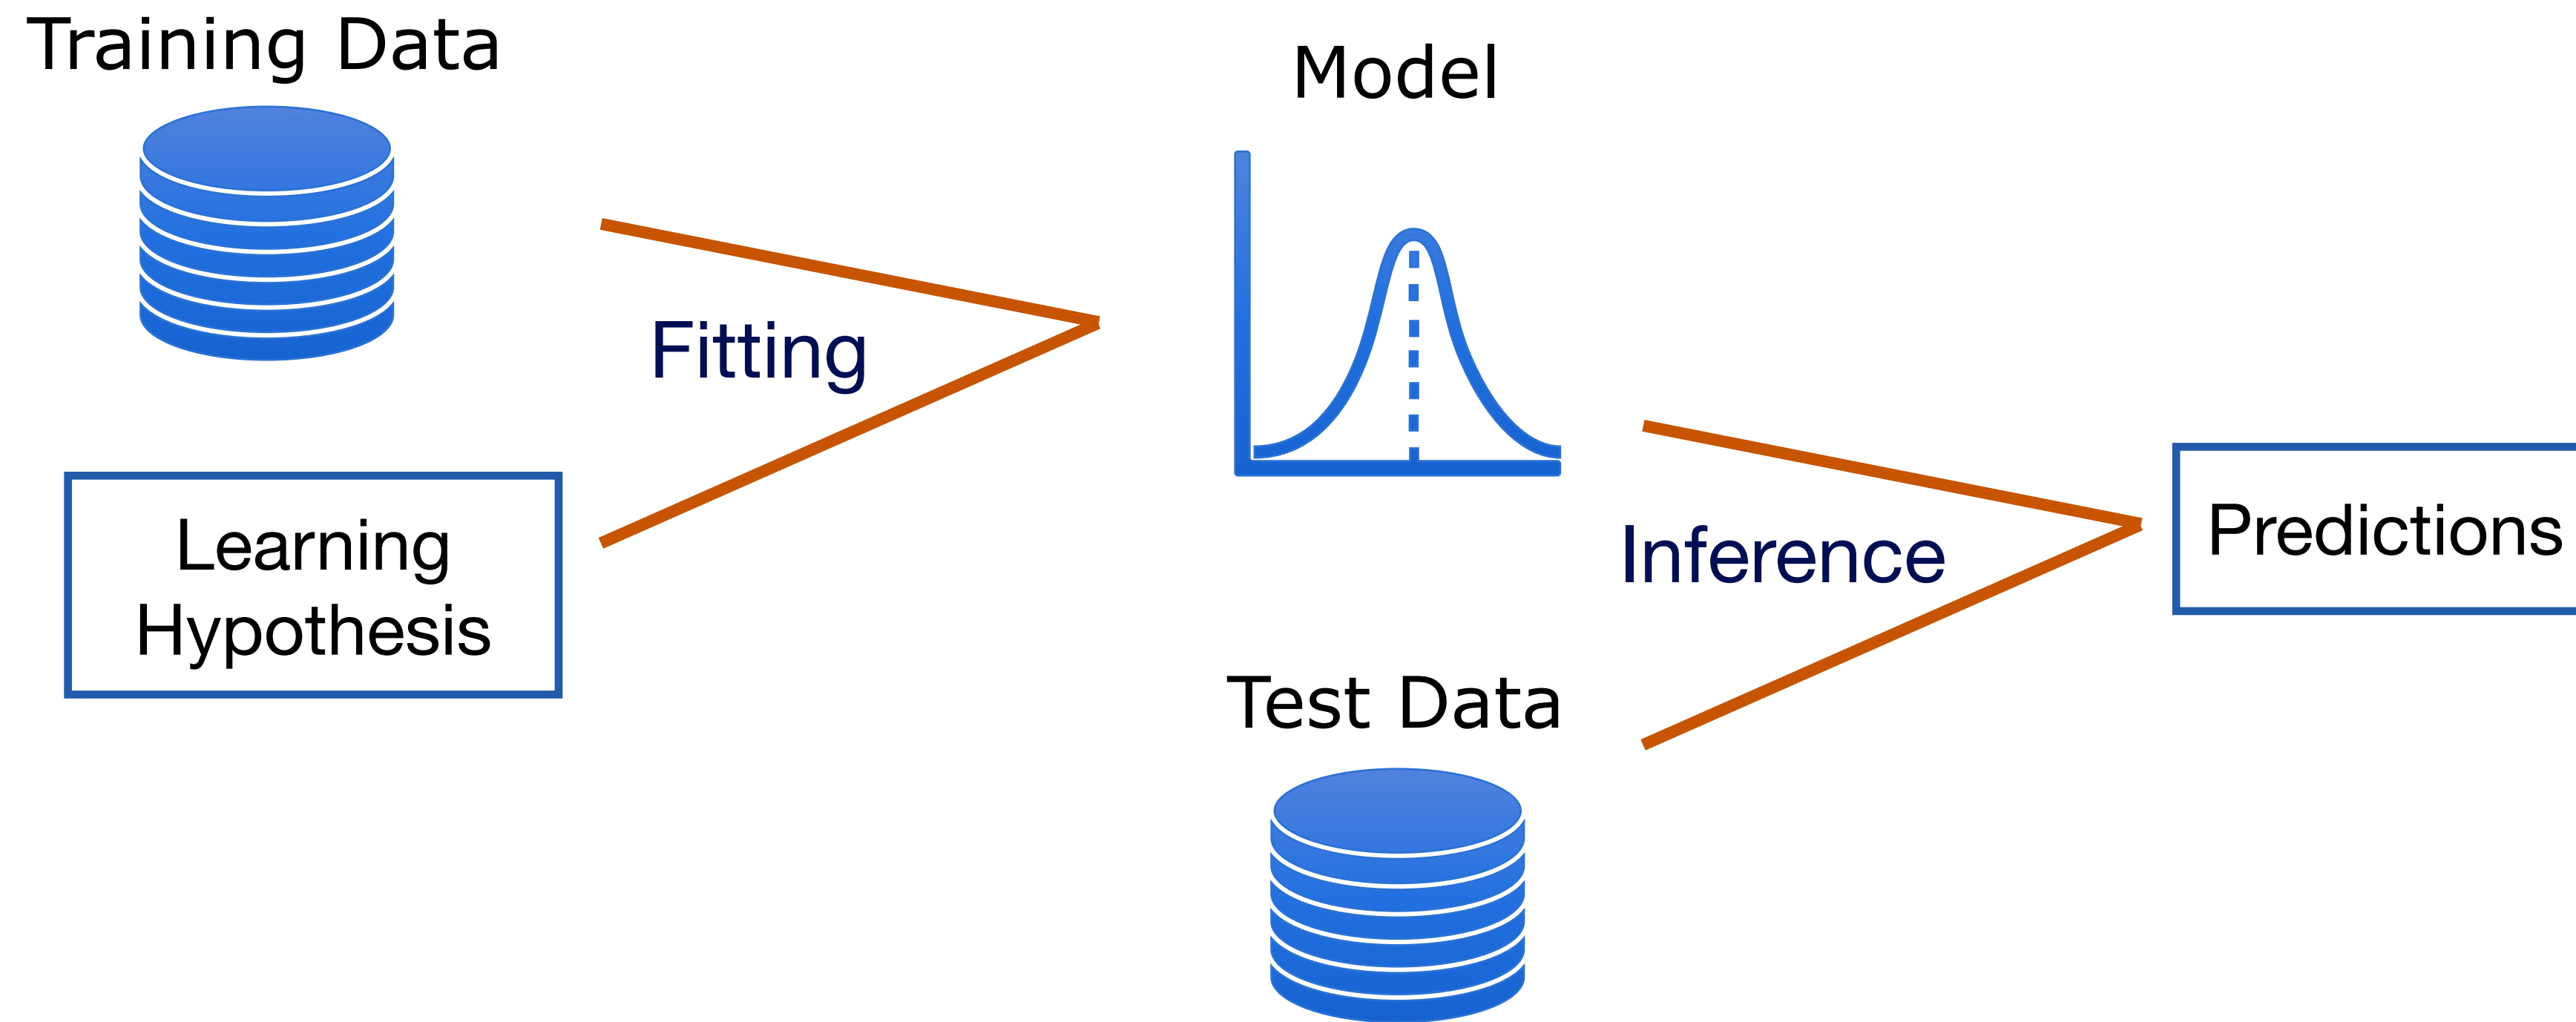 Training Data
Model
Fitting
Learning
Hypothesis
Inference
Predictions
Test Data